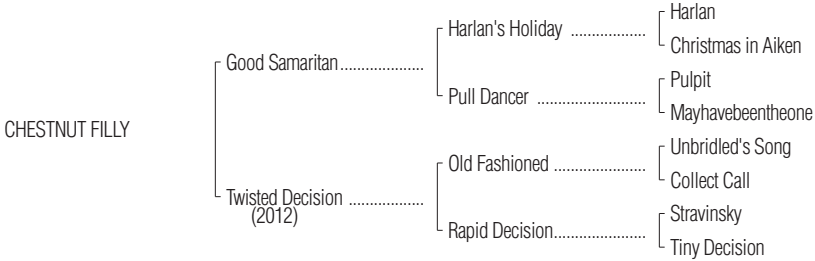 Harlan
Harlan's Holiday ....................
Christmas in Aiken
Good Samaritan....................
Pulpit
Pull Dancer ............................
Mayhavebeentheone
CHESTNUT FILLY
Unbridled's Song
Old Fashioned ........................
Collect Call
Twisted Decision ..................
(2012)
Stravinsky
Rapid Decision........................
Tiny Decision